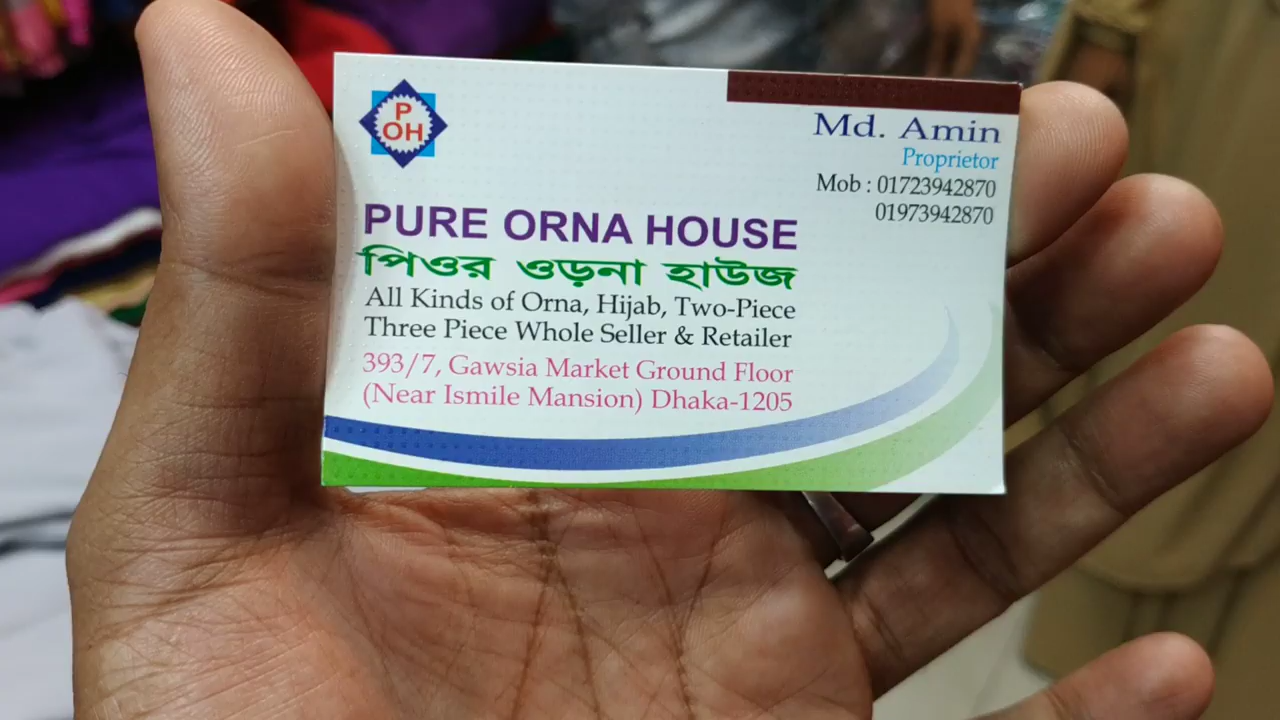 P
OH
Md. Amin
Proprietor
Mob : 01723942870
01973942870
PURE ORNA HOUSE
পিওর ওড়না হাউজ
All Kinds of Orna, Hijab, Two-Piece
Three Piece Whole Seller & Retailer
393/7, Gawsia Market Ground Floor
(Near Ismile Mansion) Dhaka-1205